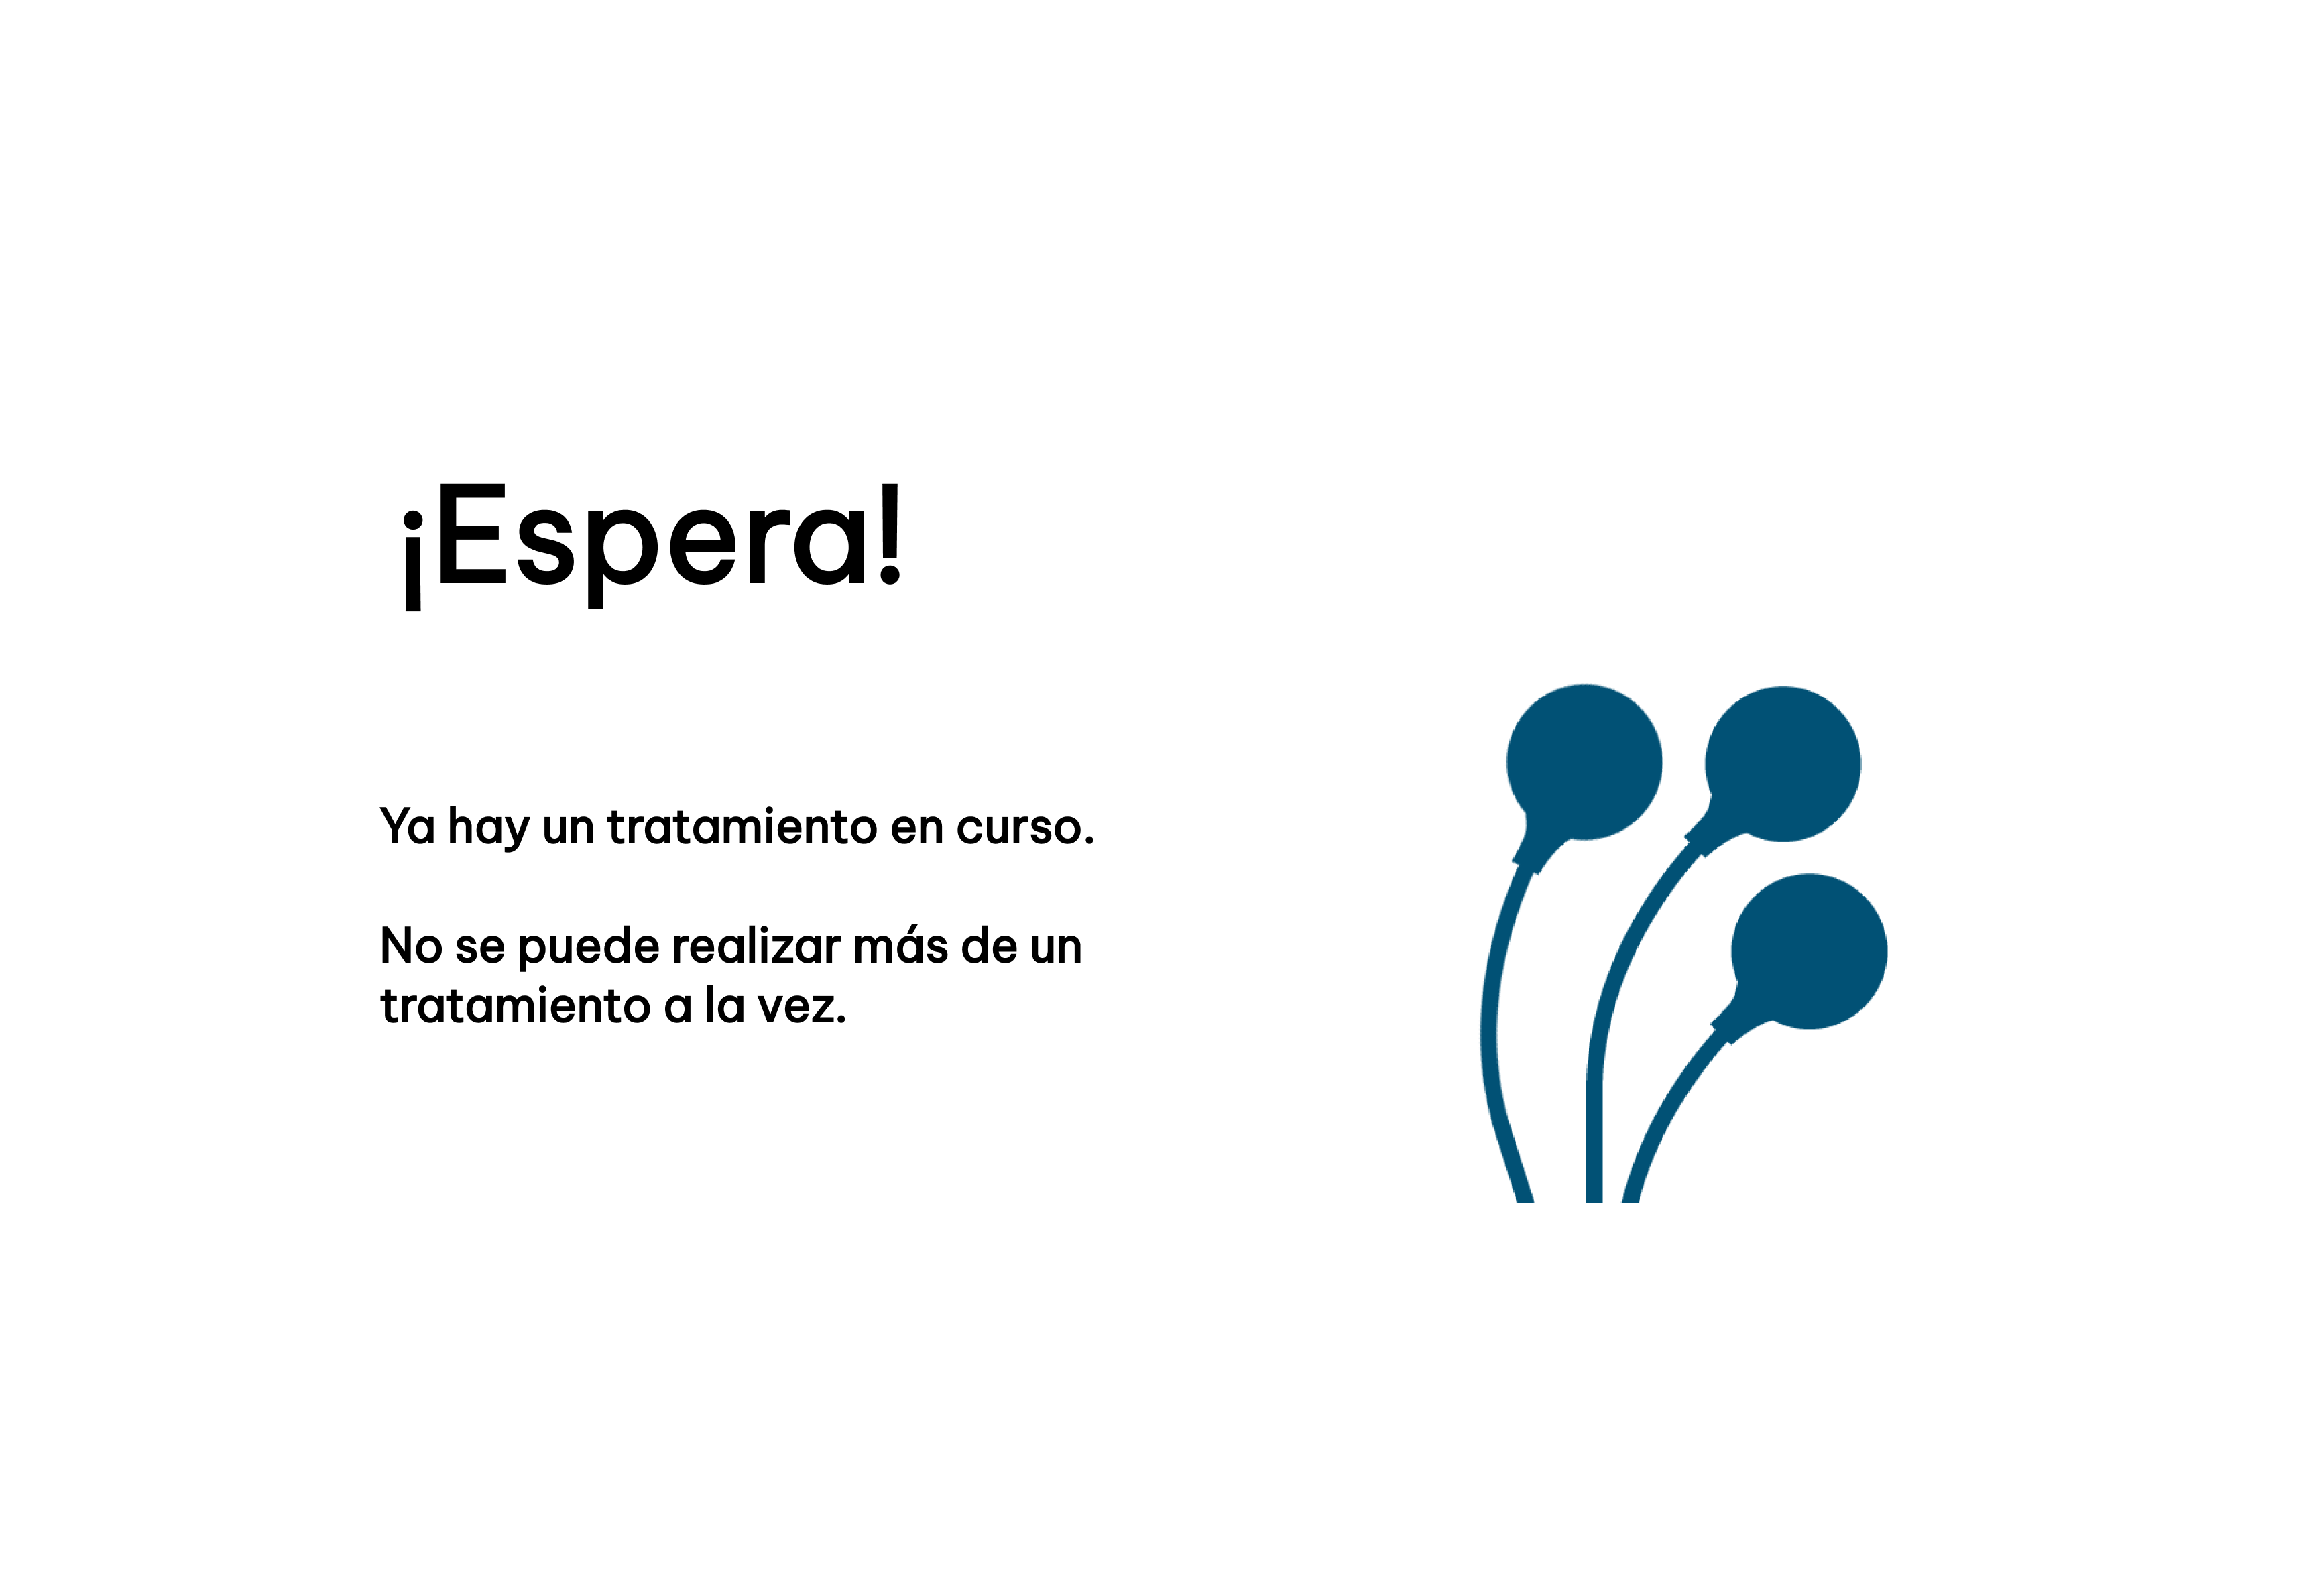 ¡Espera!
Ya hay un tratamiento en curso.
No se puede realizar más de un
tratamiento a la vez.